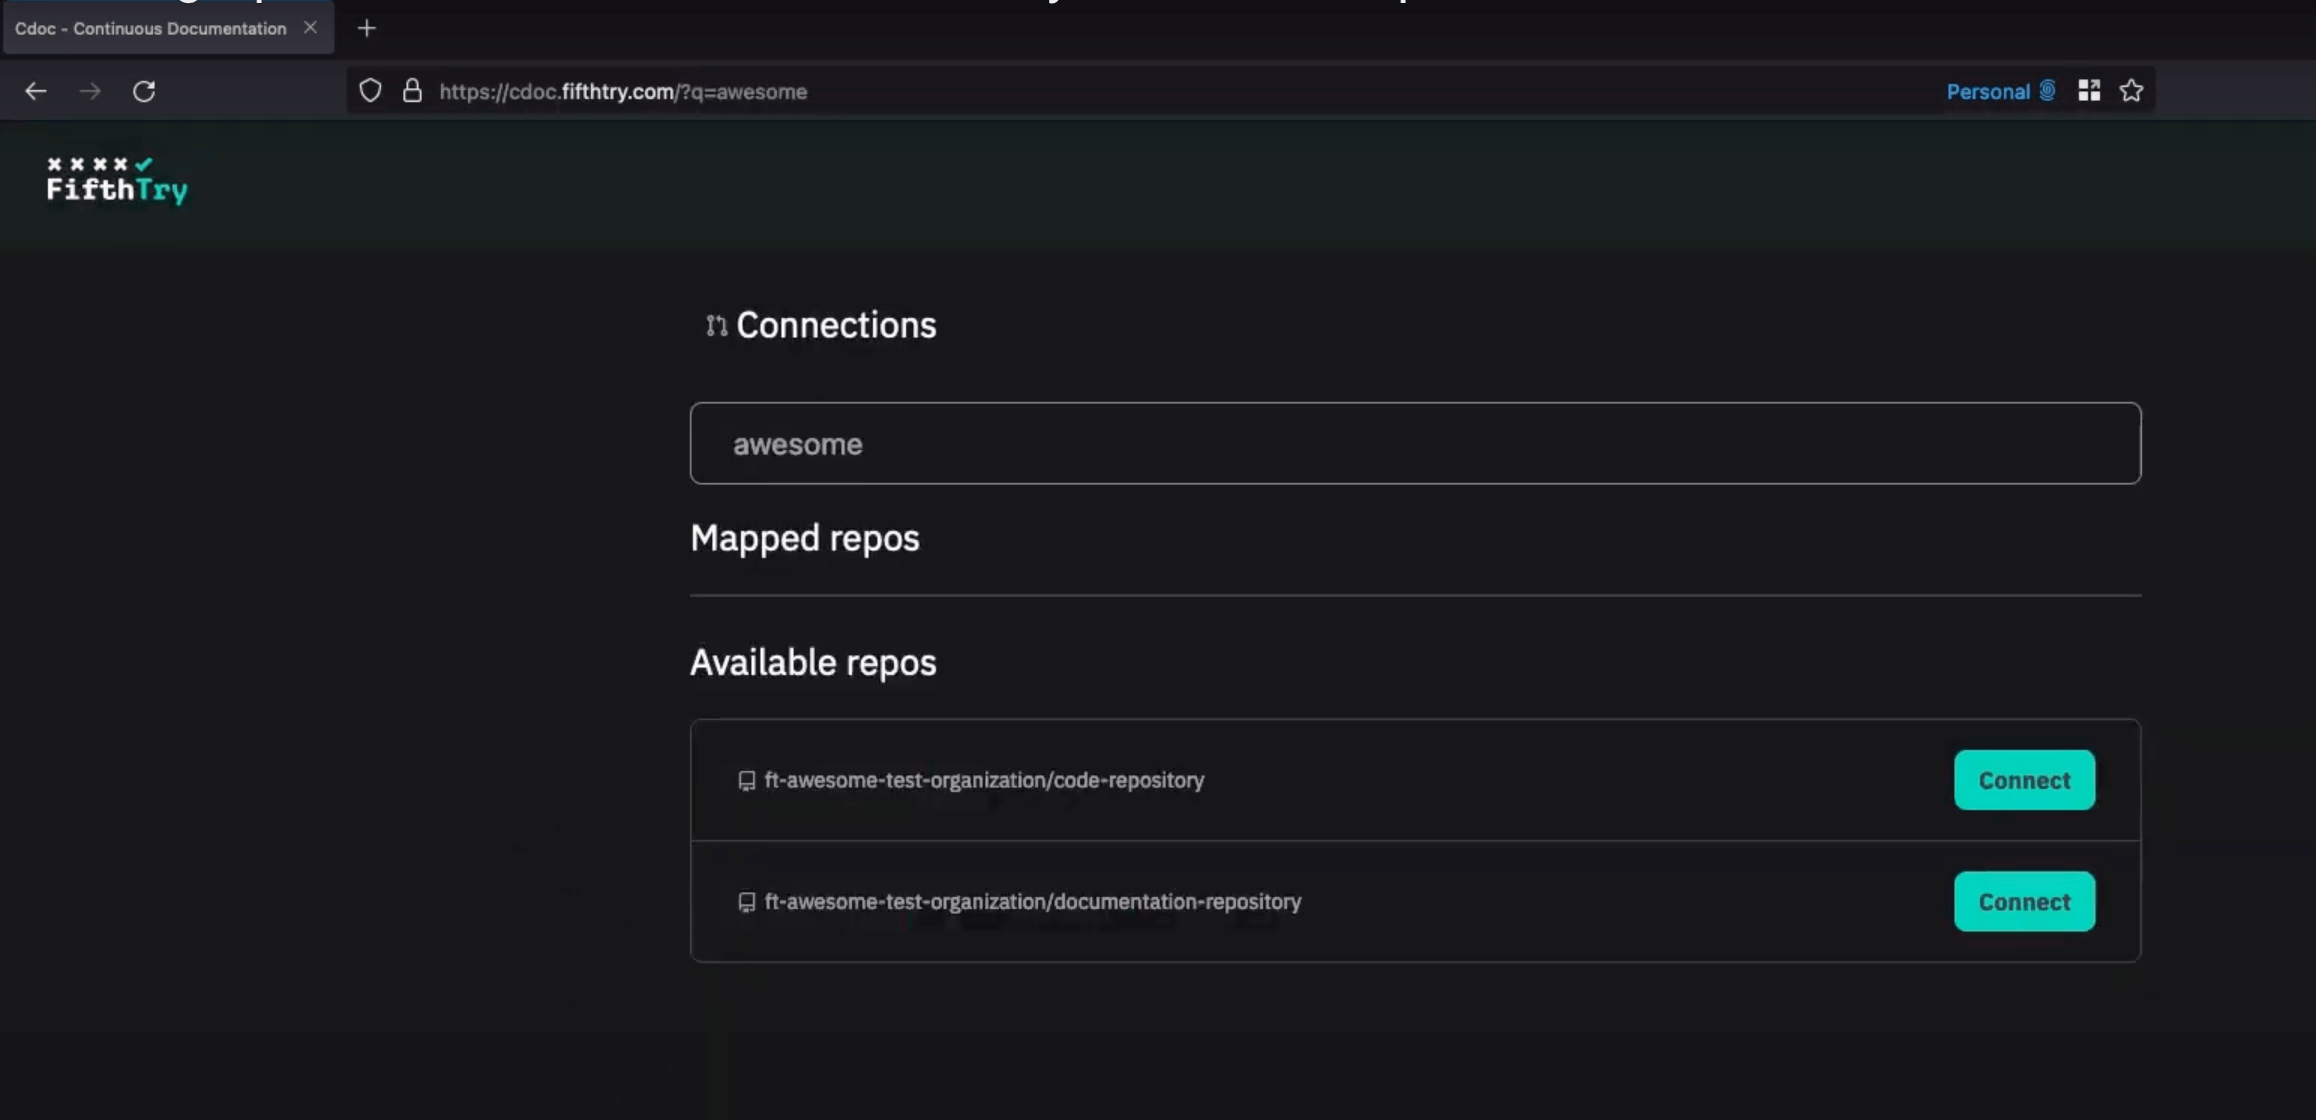 Cdoc - Continuous Documentation
https://cdoc.fifthtry.com/?q=awesome
Personal
FifthTry
Connections
awesome
Mapped repos
Available repos
ft-awesome-test-organization/code-repository
Connect
ft-awesome-test-organization/documentation-repository
Connect